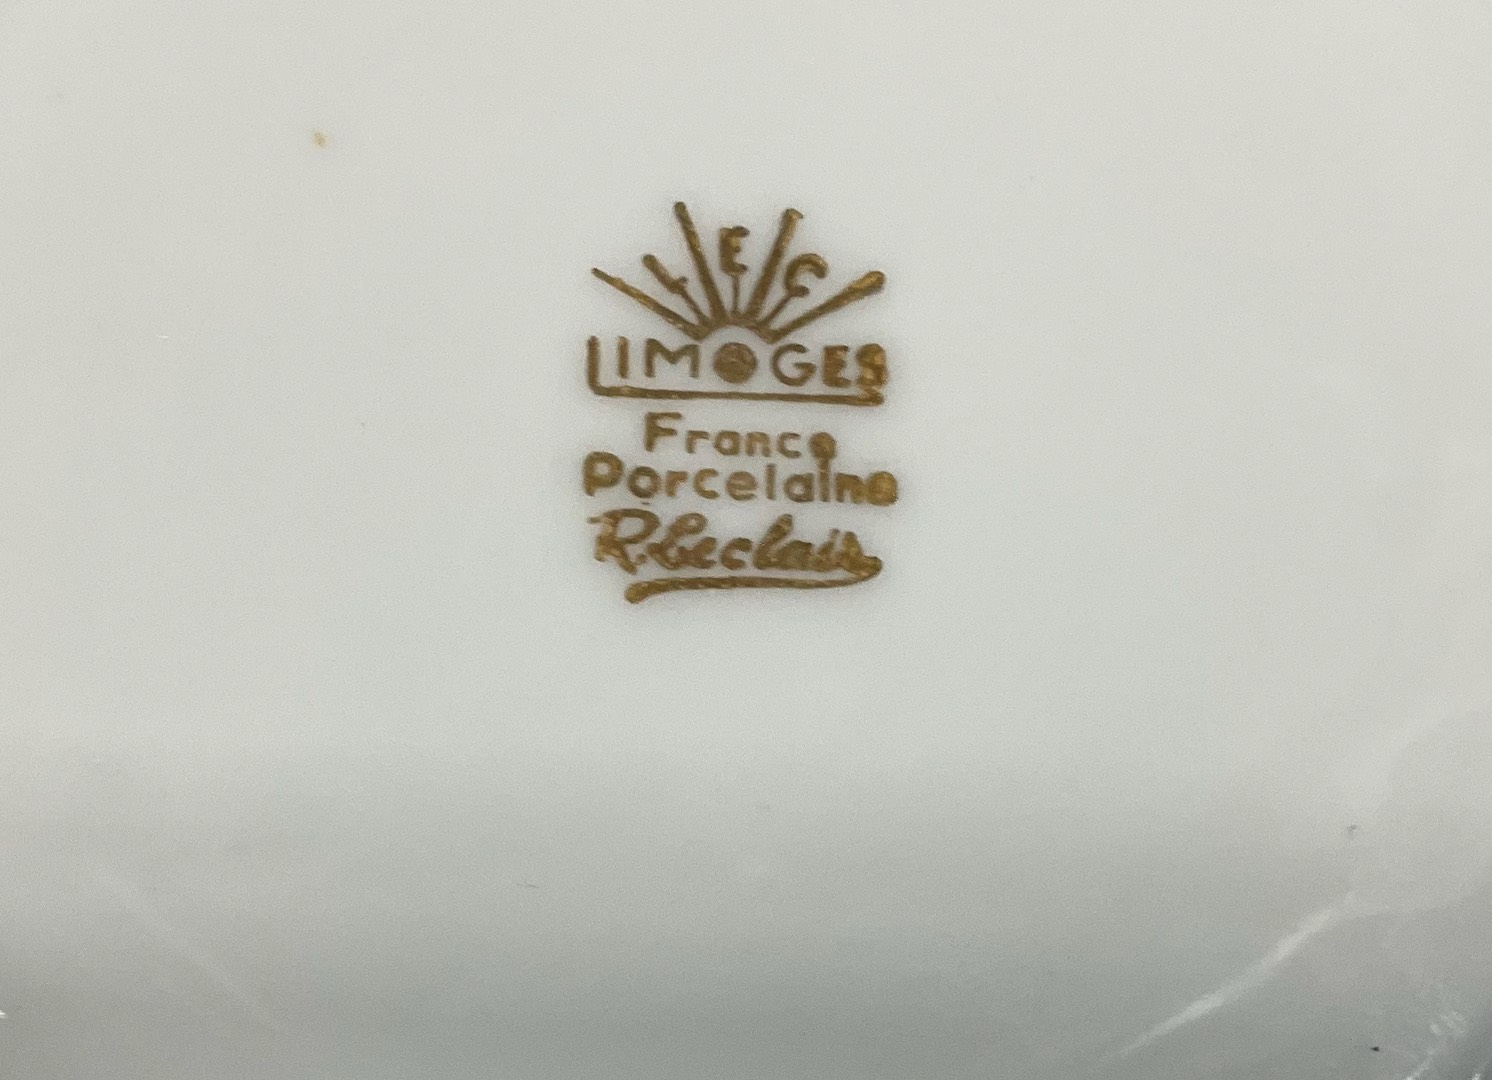 LEC
LIMOGES
France
Porcelaine
R. Leclair